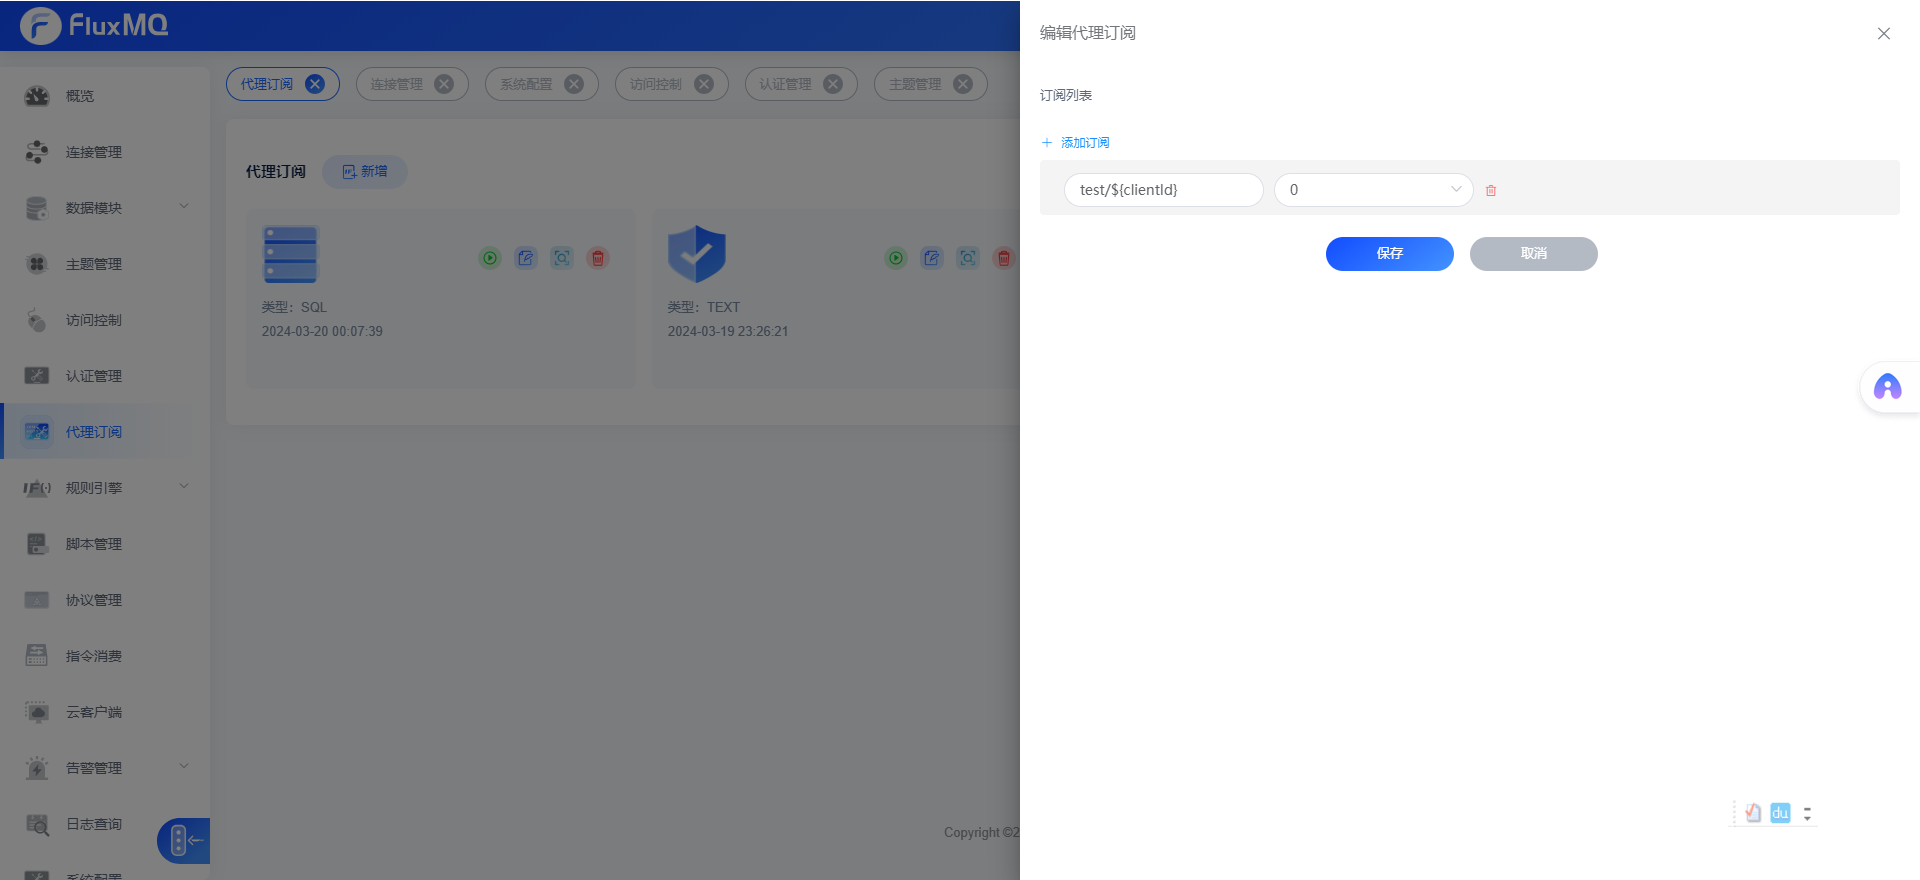 FluxMQ
概览
连接管理
数据模块
主题管理
访问控制
认证管理
代理订阅
规则引擎
脚本管理
协议管理
指令消费
云客户端
告警管理
日志查询
系统配置
代理订阅
连接管理
系统配置
访问控制
认证管理
主题管理
代理订阅
新增
类型：SQL
2024-03-20 00:07:39
类型：TEXT
2024-03-19 23:26:21
Copyright ©2
编辑代理订阅
订阅列表
添加订阅
test/${clientId}
0
保存
取消
du